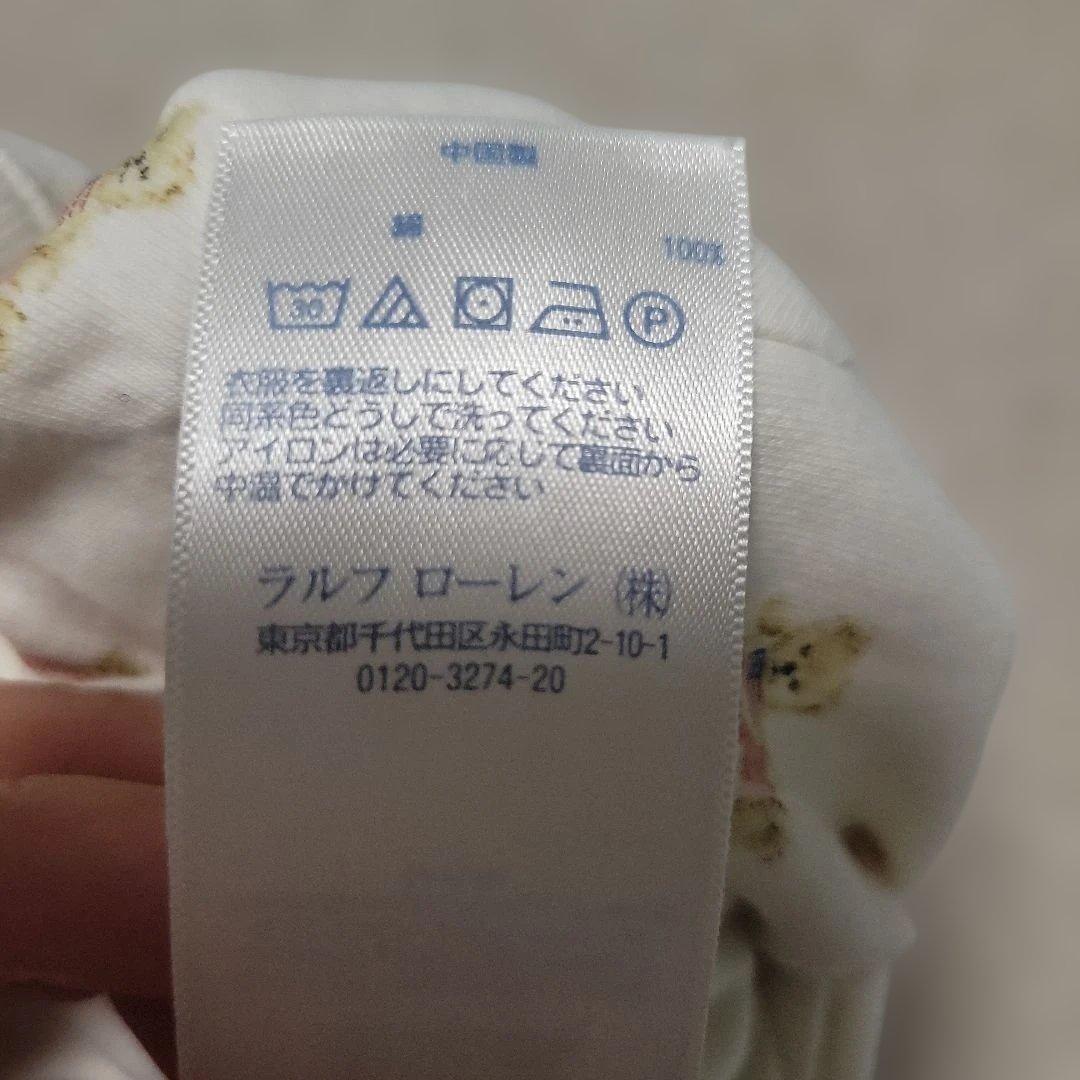 中国製
綿 100%
30
P
衣服を裏返しにしてください
同系色どうしで洗ってください
アイロンは必要に応じて裏面から
中温でかけてください
ラルフ ローレン (株)
東京都千代田区永田町2-10-1
0120-3274-20